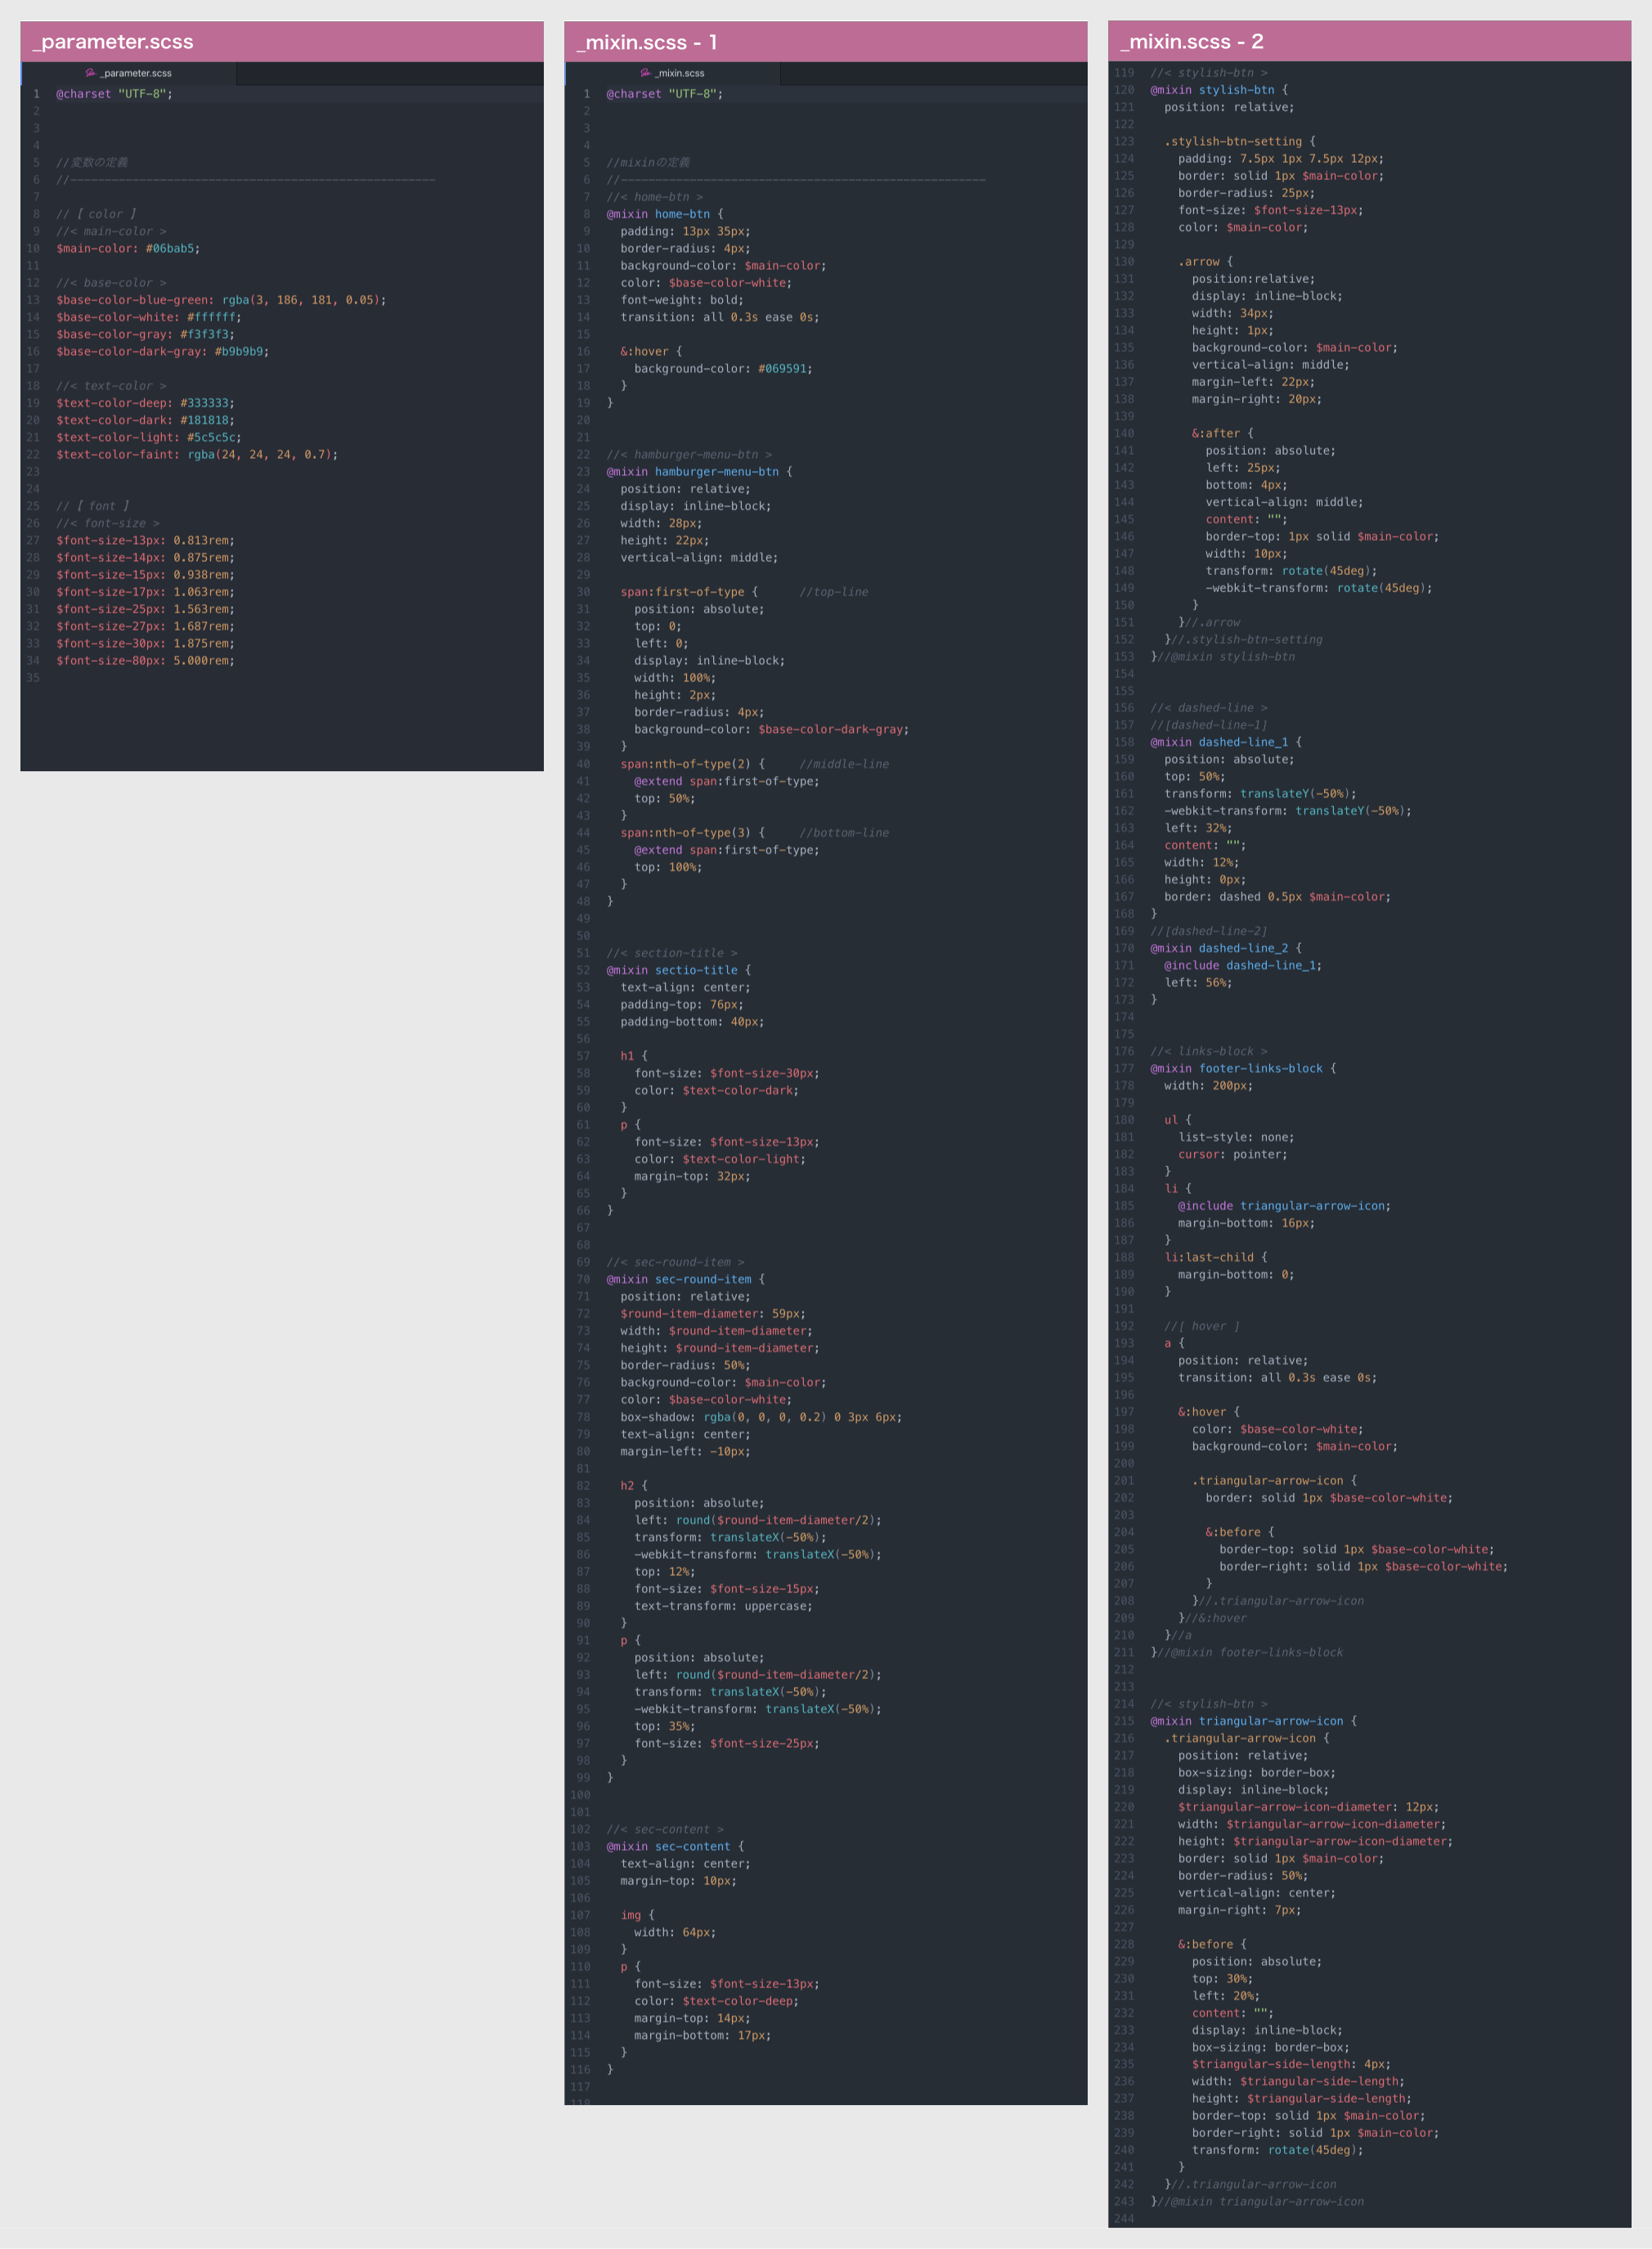 _parameter.scss
_parameter.scss
1 @charset "UTF-8";
2
3
4
5 //変数の定義
6 //-----------------------------------------------------
7
8 // [ color ]
9 //< main-color >
10 $main-color: #06bab5;
11
12 //< base-color >
13 $base-color-blue-green: rgba(3, 186, 181, 0.05);
14 $base-color-white: #ffffff;
15 $base-color-gray: #f3f3f3;
16 $base-color-dark-gray: #b9b9b9;
17
18 //< text-color >
19 $text-color-deep: #333333;
20 $text-color-dark: #181818;
21 $text-color-light: #5c5c5c;
22 $text-color-faint: rgba(24, 24, 24, 0.7);
23
24
25 // [ font ]
26 //< font-size >
27 $font-size-13px: 0.813rem;
28 $font-size-14px: 0.875rem;
29 $font-size-15px: 0.938rem;
30 $font-size-17px: 1.063rem;
31 $font-size-25px: 1.563rem;
32 $font-size-27px: 1.687rem;
33 $font-size-30px: 1.875rem;
34 $font-size-80px: 5.000rem;
35
_mixin.scss - 1
_mixin.scss
1 @charset "UTF-8";
2
3
4
5 //mixinの定義
6 //-----------------------------------------------------
7 //< home-btn >
8 @mixin home-btn {
9 padding: 13px 35px;
10 border-radius: 4px;
11 background-color: $main-color;
12 color: $base-color-white;
13 font-weight: bold;
14 transition: all 0.3s ease 0s;
15
16 &:hover {
17 background-color: #069591;
18 }
19 }
20
21
22 //< hamburger-menu-btn >
23 @mixin hamburger-menu-btn {
24 position: relative;
25 display: inline-block;
26 width: 28px;
27 height: 22px;
28 vertical-align: middle;
29
30 span:first-of-type { //top-line
31 position: absolute;
32 top: 0;
33 left: 0;
34 display: inline-block;
35 width: 100%;
36 height: 2px;
37 border-radius: 4px;
38 background-color: $base-color-dark-gray;
39 }
40 span:nth-of-type(2) { //middle-line
41 @extend span:first-of-type;
42 top: 50%;
43 }
44 span:nth-of-type(3) { //bottom-line
45 @extend span:first-of-type;
46 top: 100%;
47 }
48 }
49
50
51 //< section-title >
52 @mixin sectio-title {
53 text-align: center;
54 padding-top: 76px;
55 padding-bottom: 40px;
56
57 h1 {
58 font-size: $font-size-30px;
59 color: $text-color-dark;
60 }
61 p {
62 font-size: $font-size-13px;
63 color: $text-color-light;
64 margin-top: 32px;
65 }
66 }
67
68
69 //< sec-round-item >
70 @mixin sec-round-item {
71 position: relative;
72 $round-item-diameter: 59px;
73 width: $round-item-diameter;
74 height: $round-item-diameter;
75 border-radius: 50%;
76 background-color: $main-color;
77 color: $base-color-white;
78 box-shadow: rgba(0, 0, 0, 0.2) 0 3px 6px;
79 text-align: center;
80 margin-left: -10px;
81
82 h2 {
83 position: absolute;
84 left: round($round-item-diameter/2);
85 transform: translateX(-50%);
86 -webkit-transform: translateX(-50%);
87 top: 12%;
88 font-size: $font-size-15px;
89 text-transform: uppercase;
90 }
91 p {
92 position: absolute;
93 left: round($round-item-diameter/2);
94 transform: translateX(-50%);
95 -webkit-transform: translateX(-50%);
96 top: 35%;
97 font-size: $font-size-25px;
98 }
99 }
100
101
102 //< sec-content >
103 @mixin sec-content {
104 text-align: center;
105 margin-top: 10px;
106
107 img {
108 width: 64px;
109 }
110 p {
111 font-size: $font-size-13px;
112 color: $text-color-deep;
113 margin-top: 14px;
114 margin-bottom: 17px;
115 }
116 }
117
118
_mixin.scss - 2
119 //< stylish-btn >
120 @mixin stylish-btn {
121 position: relative;
122
123 .stylish-btn-setting {
124 padding: 7.5px 1px 7.5px 12px;
125 border: solid 1px $main-color;
126 border-radius: 25px;
127 font-size: $font-size-13px;
128 color: $main-color;
129
130 .arrow {
131 position:relative;
132 display: inline-block;
133 width: 34px;
134 height: 1px;
135 background-color: $main-color;
136 vertical-align: middle;
137 margin-left: 22px;
138 margin-right: 20px;
139
140 &:after {
141 position: absolute;
142 left: 25px;
143 bottom: 4px;
144 vertical-align: middle;
145 content: "";
146 border-top: 1px solid $main-color;
147 width: 10px;
148 transform: rotate(45deg);
149 -webkit-transform: rotate(45deg);
150 }
151 }//.arrow
152 }//.stylish-btn-setting
153 }//@mixin stylish-btn
154
155
156 //< dashed-line >
157 //[dashed-line-1]
158 @mixin dashed-line_1 {
159 position: absolute;
160 top: 50%;
161 transform: translateY(-50%);
162 -webkit-transform: translateY(-50%);
163 left: 32%;
164 content: "";
165 width: 12%;
166 height: 0px;
167 border: dashed 0.5px $main-color;
168 }
169 //[dashed-line-2]
170 @mixin dashed-line_2 {
171 @include dashed-line_1;
172 left: 56%;
173 }
174
175
176 //< links-block >
177 @mixin footer-links-block {
178 width: 200px;
179
180 ul {
181 list-style: none;
182 cursor: pointer;
183 }
184 li {
185 @include triangular-arrow-icon;
186 margin-bottom: 16px;
187 }
188 li:last-child {
189 margin-bottom: 0;
190 }
191
192 //[ hover ]
193 a {
194 position: relative;
195 transition: all 0.3s ease 0s;
196
197 &:hover {
198 color: $base-color-white;
199 background-color: $main-color;
200
201 .triangular-arrow-icon {
202 border: solid 1px $base-color-white;
203
204 &:before {
205 border-top: solid 1px $base-color-white;
206 border-right: solid 1px $base-color-white;
207 }
208 }//.triangular-arrow-icon
209 }//&:hover
210 }//a
211 }//@mixin footer-links-block
212
213
214 //< stylish-btn >
215 @mixin triangular-arrow-icon {
216 .triangular-arrow-icon {
217 position: relative;
218 box-sizing: border-box;
219 display: inline-block;
220 $triangular-arrow-icon-diameter: 12px;
221 width: $triangular-arrow-icon-diameter;
222 height: $triangular-arrow-icon-diameter;
223 border: solid 1px $main-color;
224 border-radius: 50%;
225 vertical-align: center;
226 margin-right: 7px;
227
228 &:before {
229 position: absolute;
230 top: 30%;
231 left: 20%;
232 content: "";
233 display: inline-block;
234 box-sizing: border-box;
235 $triangular-side-length: 4px;
236 width: $triangular-side-length;
237 height: $triangular-side-length;
238 border-top: solid 1px $main-color;
239 border-right: solid 1px $main-color;
240 transform: rotate(45deg);
241 }
242 }//.triangular-arrow-icon
243 }//@mixin triangular-arrow-icon
244